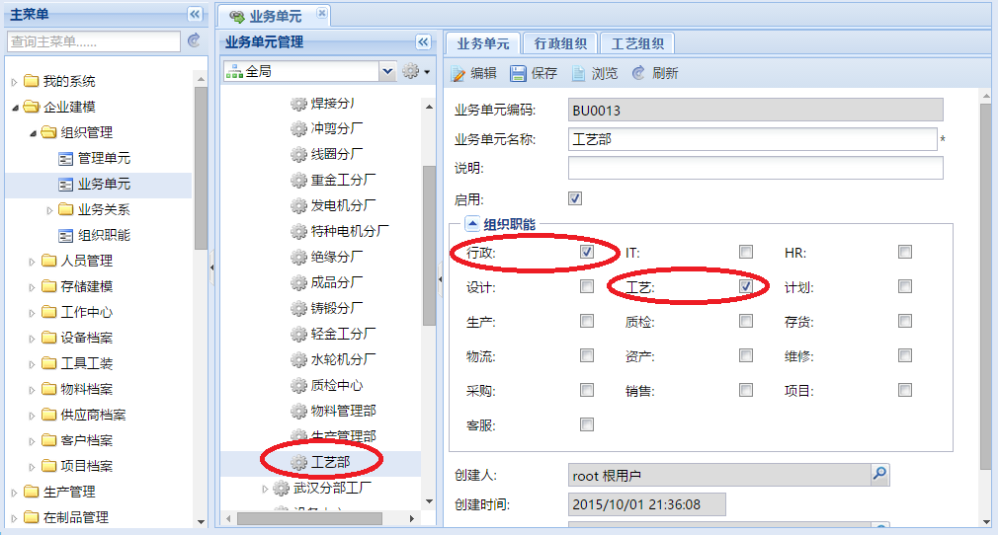 主菜单
查询主菜单......
我的系统
企业建模
组织管理
管理单元
业务单元
业务关系
组织职能
人员管理
存储建模
工作中心
设备档案
工具工装
物料档案
供应商档案
客户档案
项目档案
生产管理
在制品管理
业务单元
业务单元管理
全局
焊接分厂
冲剪分厂
线圈分厂
重金工分厂
发电机分厂
特种电机分厂
绝缘分厂
成品分厂
铸锻分厂
轻金工分厂
水轮机分厂
质检中心
物料管理部
生产管理部
工艺部
武汉分部工厂
业务单元 行政组织 工艺组织
编辑 保存 浏览 刷新
业务单元编码: BU0013
业务单元名称: 工艺部 *
说明:
启用:
组织职能
行政: IT: HR:
设计: 工艺: 计划:
生产: 质检: 存货:
物流: 资产: 维修:
采购: 销售: 项目:
客服:
创建人: root 根用户
创建时间: 2015/10/01 21:36:08